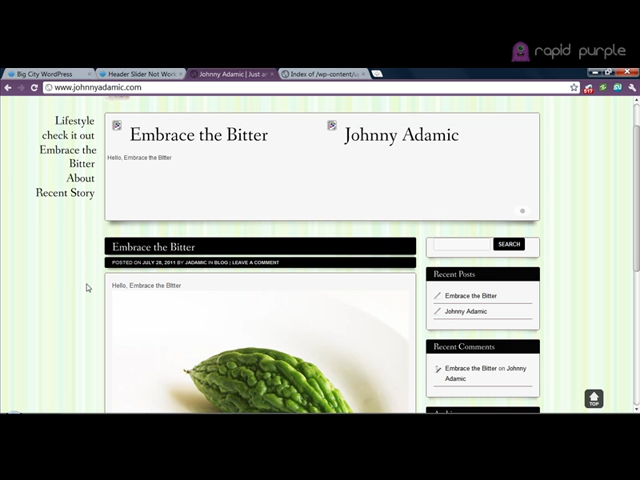 rapid purple
Big City WordPress
Header Slider Not Work
Johnny Adamic | Just an
Index of /wp-content/u
www.johnnyadamic.com
Lifestyle
check it out
Embrace the
Bitter
About
Recent Story
Embrace the Bitter
Johnny Adamic
Hello, Embrace the Bitter
Embrace the Bitter
POSTED ON JULY 28, 2011 BY JADAMIC IN BLOG | LEAVE A COMMENT
Hello, Embrace the Bitter
SEARCH
Recent Posts
Embrace the Bitter
Johnny Adamic
Recent Comments
Embrace the Bitter on Johnny
Adamic
TOP